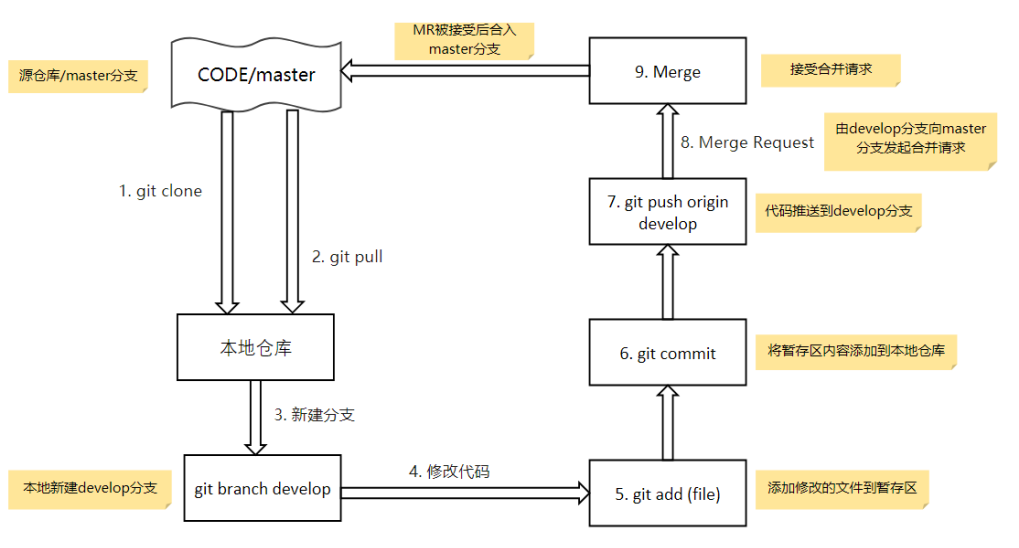 MR被接受后合入
master分支
源仓库/master分支
CODE/master
9. Merge
接受合并请求
8. Merge Request
由develop分支向master
分支发起合并请求
1. git clone
7. git push origin
develop
代码推送到develop分支
2. git pull
本地仓库
6. git commit
将暂存区内容添加到本地仓库
3. 新建分支
本地新建develop分支
git branch develop
4. 修改代码
5. git add (file)
添加修改的文件到暂存区